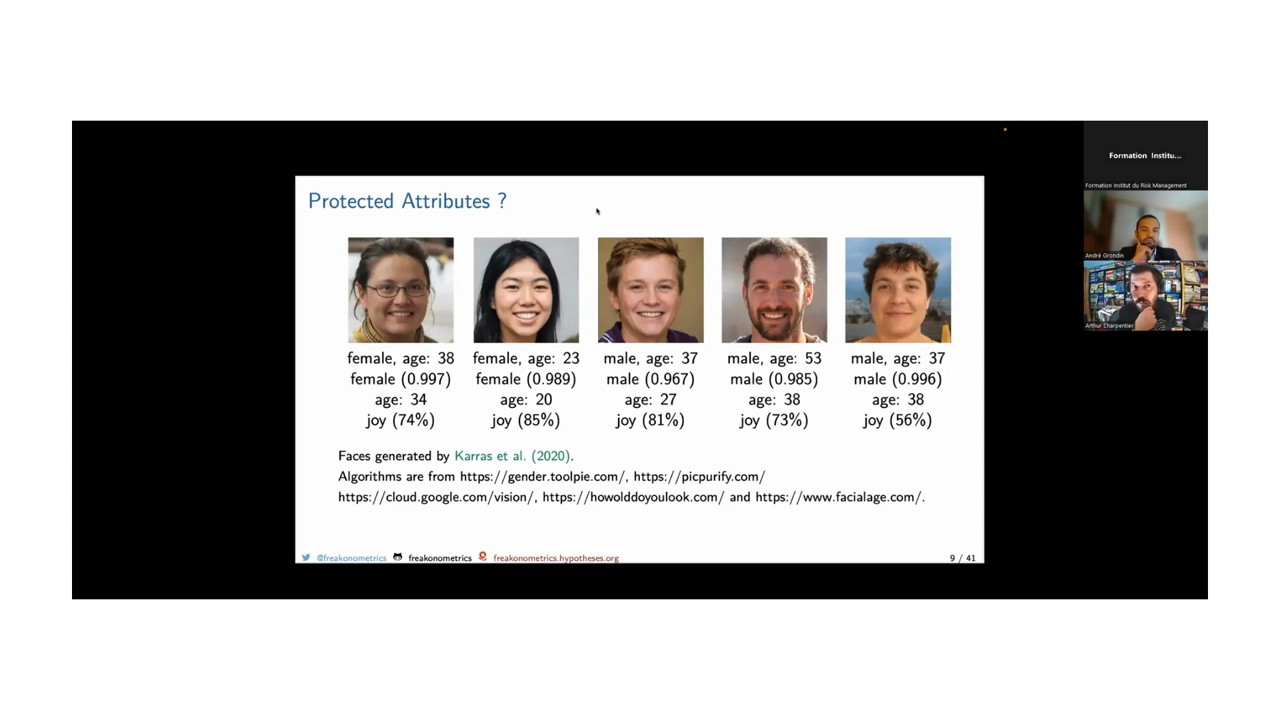 Protected Attributes ?
female, age: 38 female, age: 23 male, age: 37 male, age: 53 male, age: 37
female (0.997) female (0.989) male (0.967) male (0.985) male (0.996)
age: 34 age: 20 age: 27 age: 38 age: 38
joy (74%) joy (85%) joy (81%) joy (73%) joy (56%)
Faces generated by Karras et al. (2020).
Algorithms are from https://gender.toolpie.com/, https://picpurify.com/
https://cloud.google.com/vision/, https://howolddoyoulook.com/ and https://www.facialage.com/.
@freakonometrics freakonometrics freakonometrics.hypotheses.org 9 / 41
Formation Institu...
Formation Institut du Risk Management
André Grondin
Arthur Charpentier